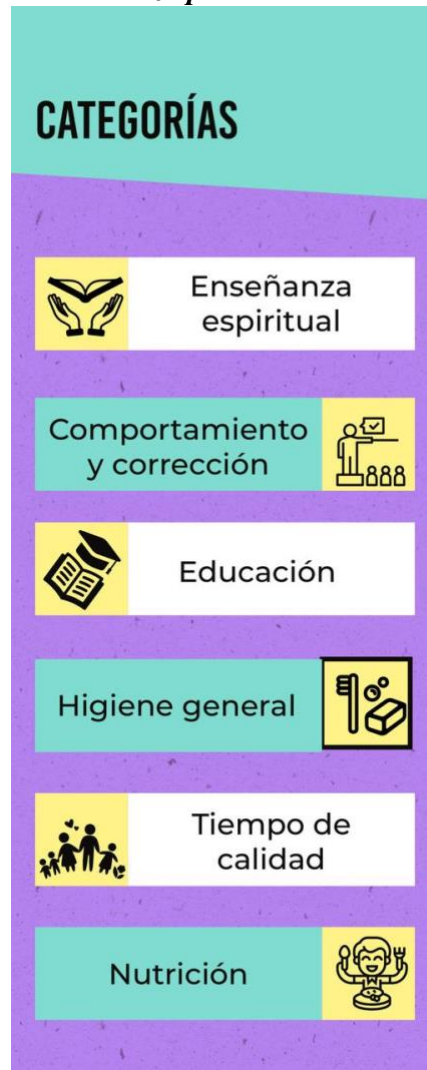 CATEGORÍAS
Enseñanza
espiritual
Comportamiento
y corrección
Educación
Higiene general
Tiempo de
calidad
Nutrición